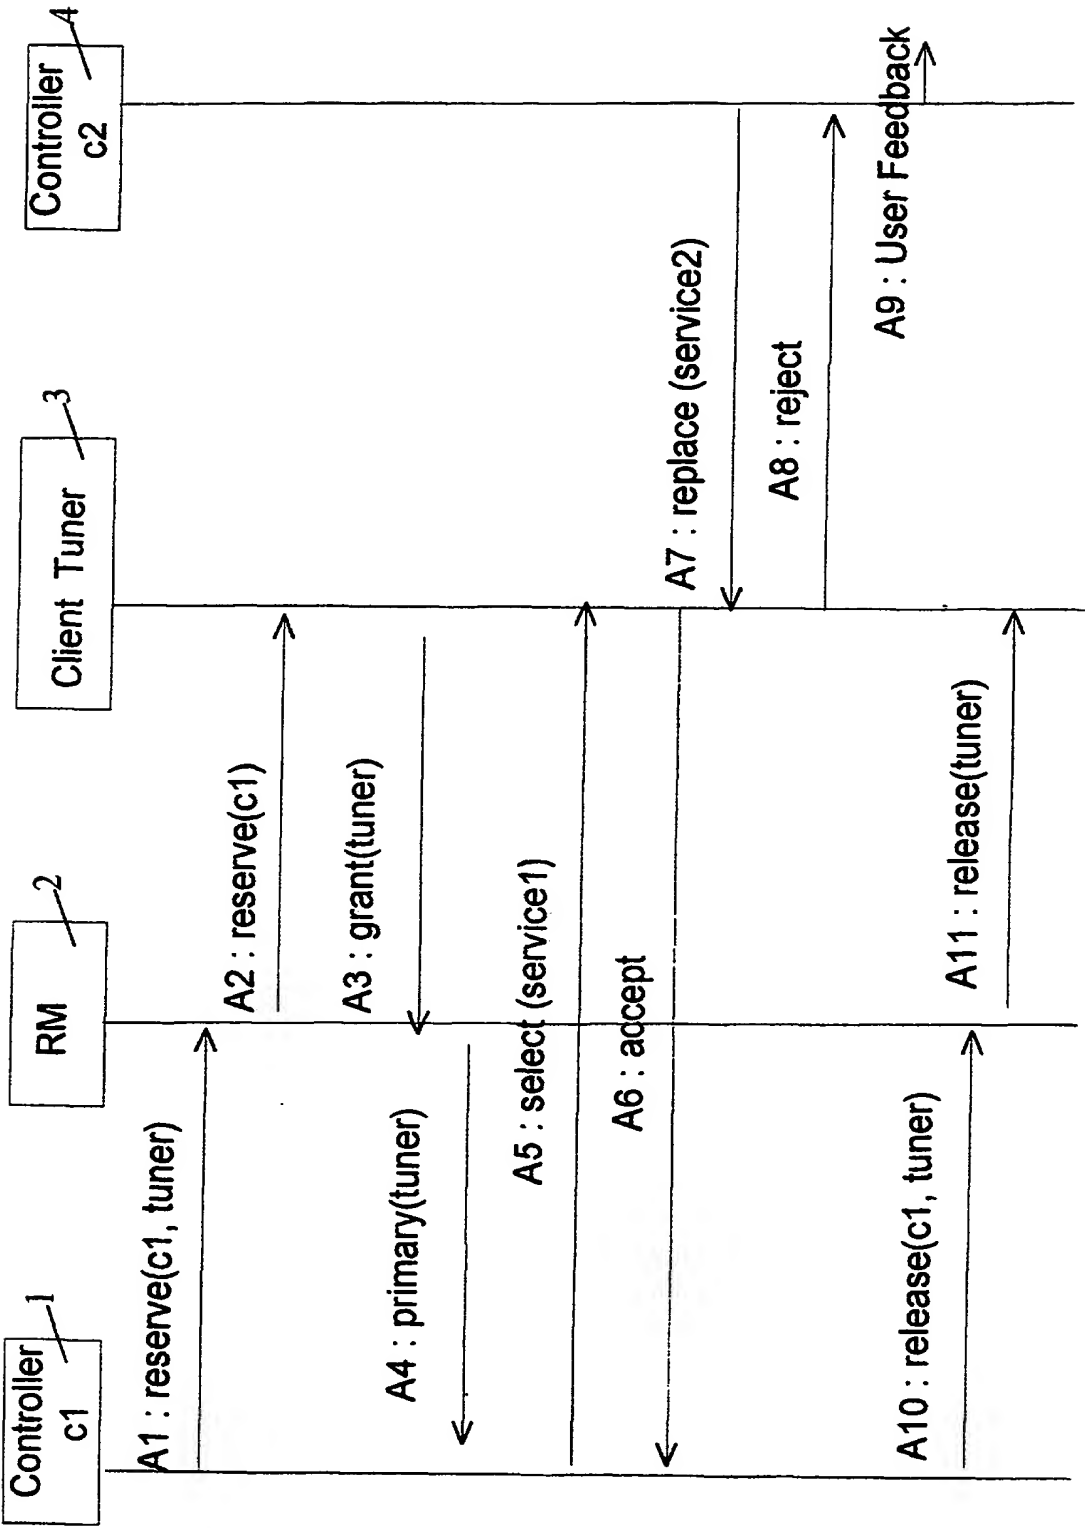 Controller
c1
1
RM
2
Client Tuner
3
Controller
c2
4
A1 : reserve(c1, tuner)
A2 : reserve(c1)
A3 : grant(tuner)
A4 : primary(tuner)
A5 : select (service1)
A6 : accept
A7 : replace (service2)
A8 : reject
A9 : User Feedback
A10 : release(c1, tuner)
A11 : release(tuner)